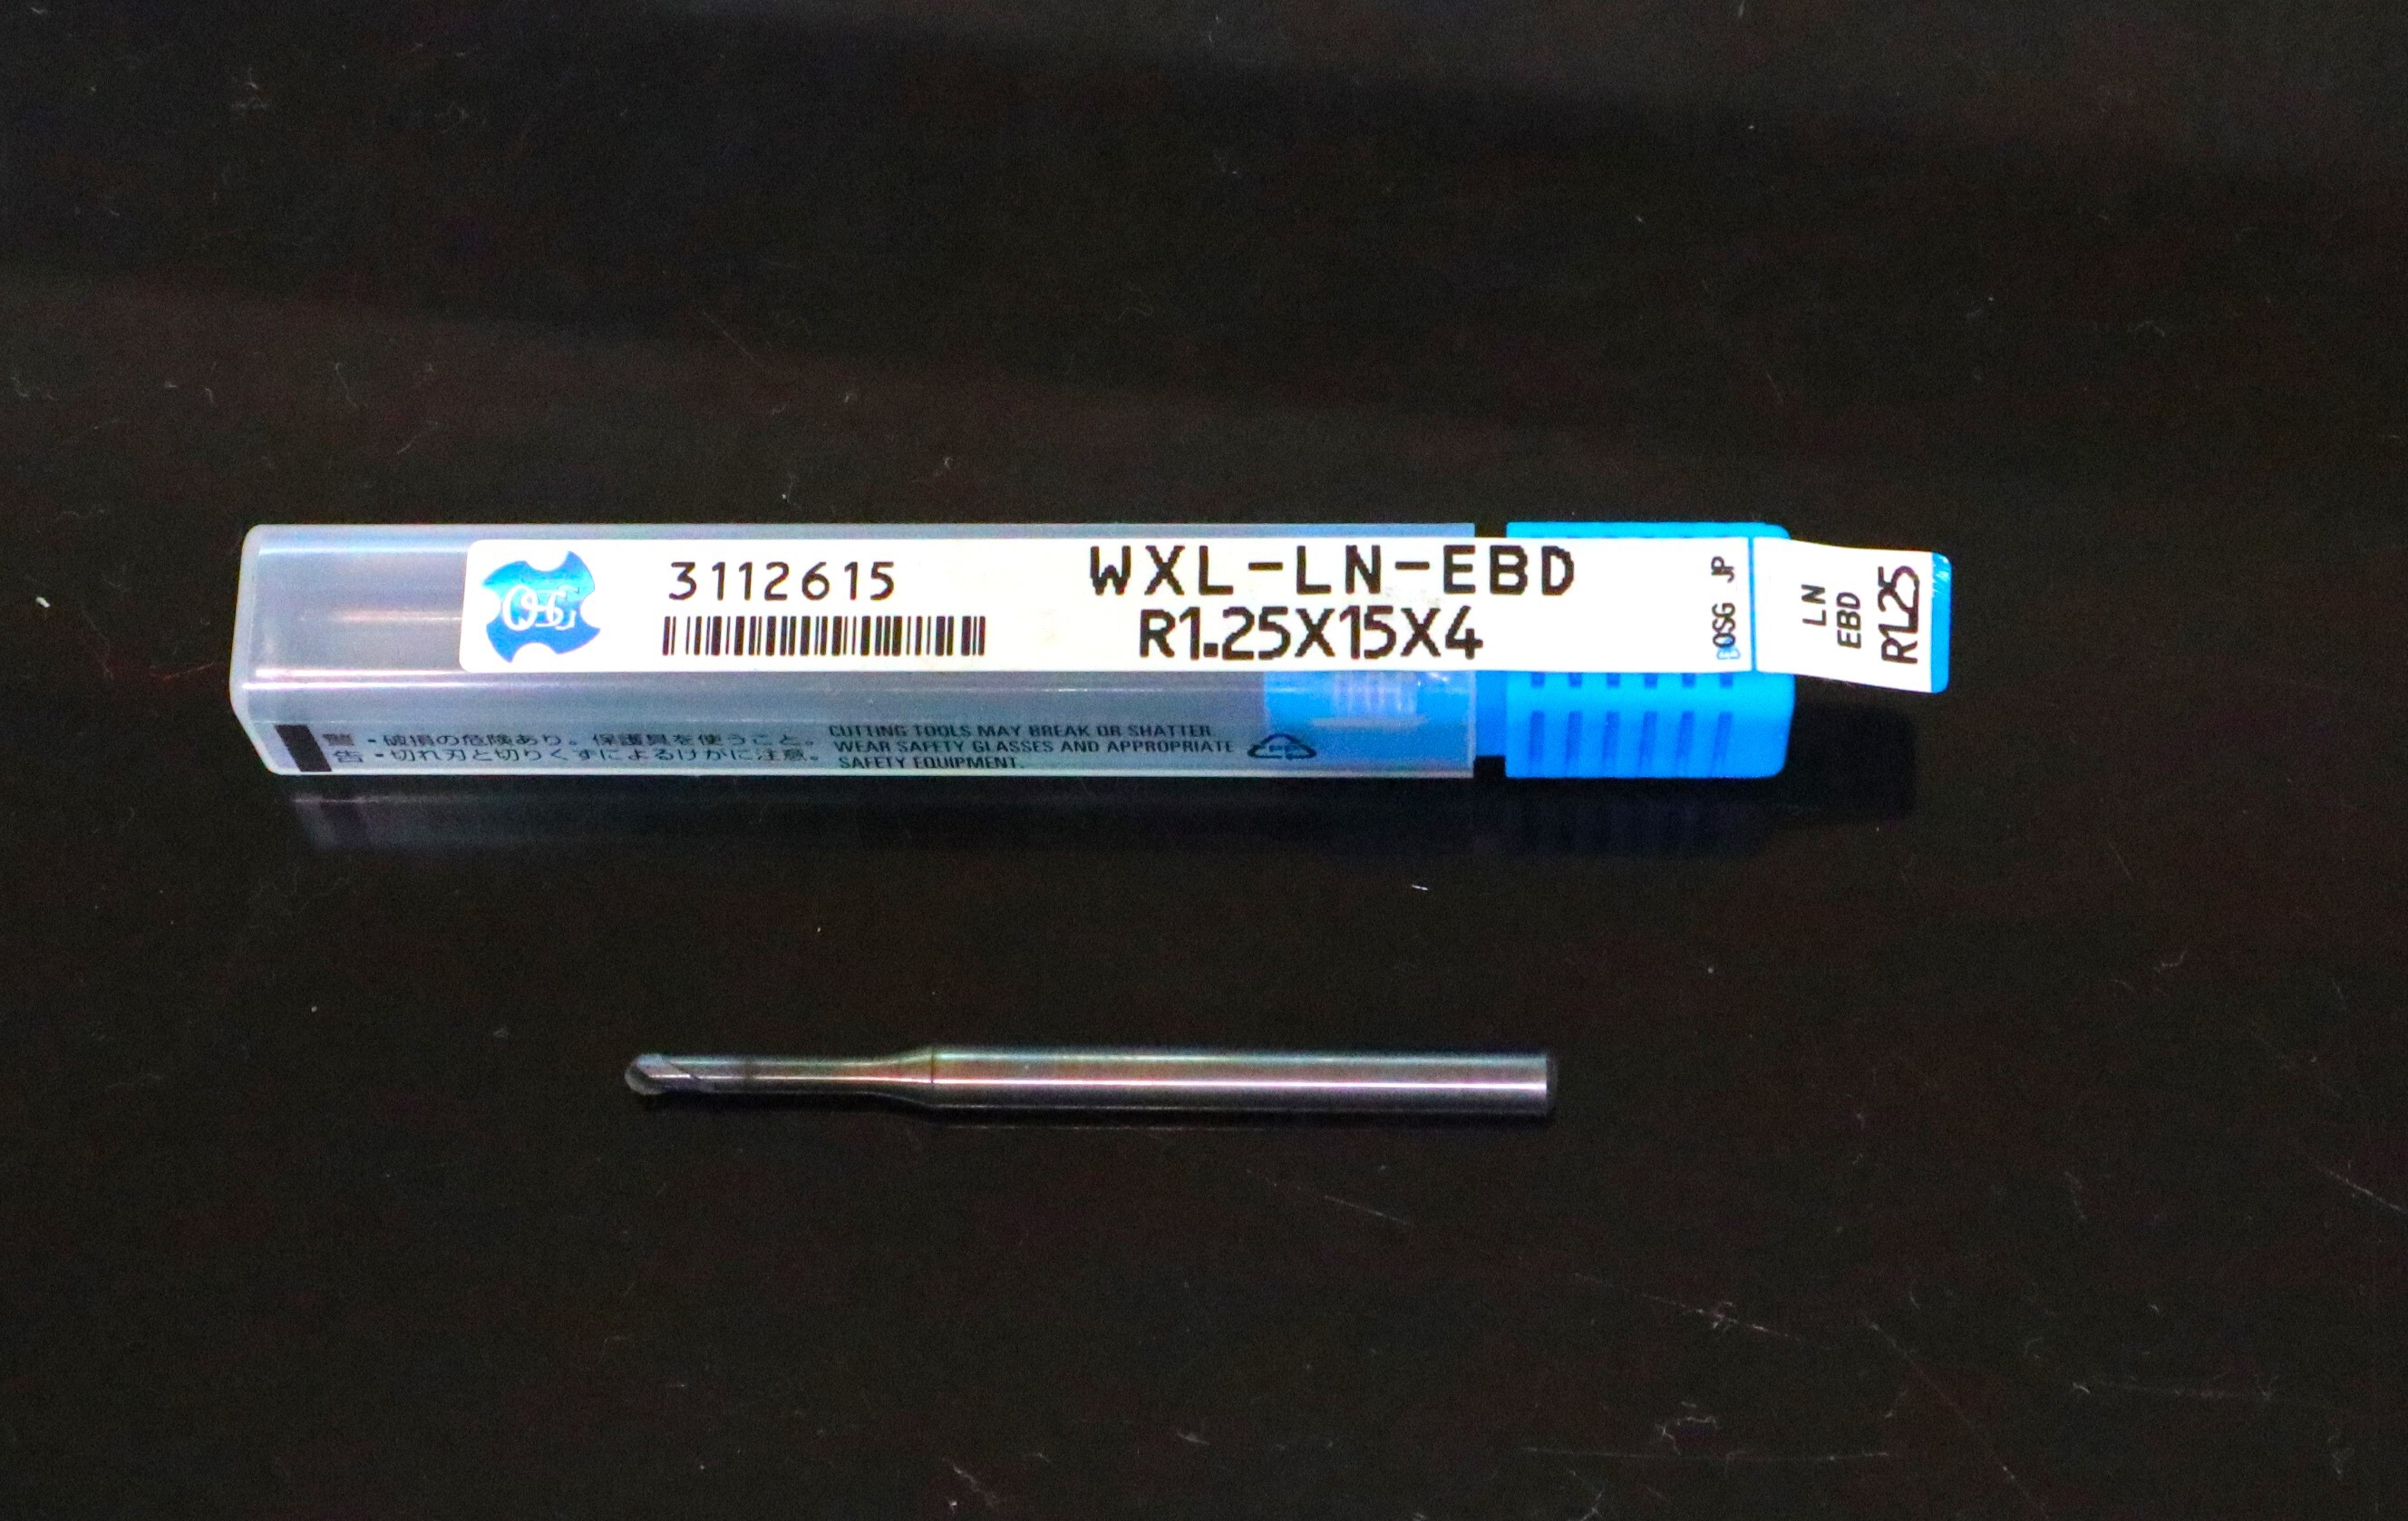 OSG
3112615
WXL-LN-EBD
R1.25X15X4
©OSG JP
LN
EBD
R1.25
警告
・破損の危険あり。保護具を使うこと。
・切れ刃と切りくずによるけがに注意。
CUTTING TOOLS MAY BREAK OR SHATTER.
WEAR SAFETY GLASSES AND APPROPRIATE
SAFETY EQUIPMENT.
PP